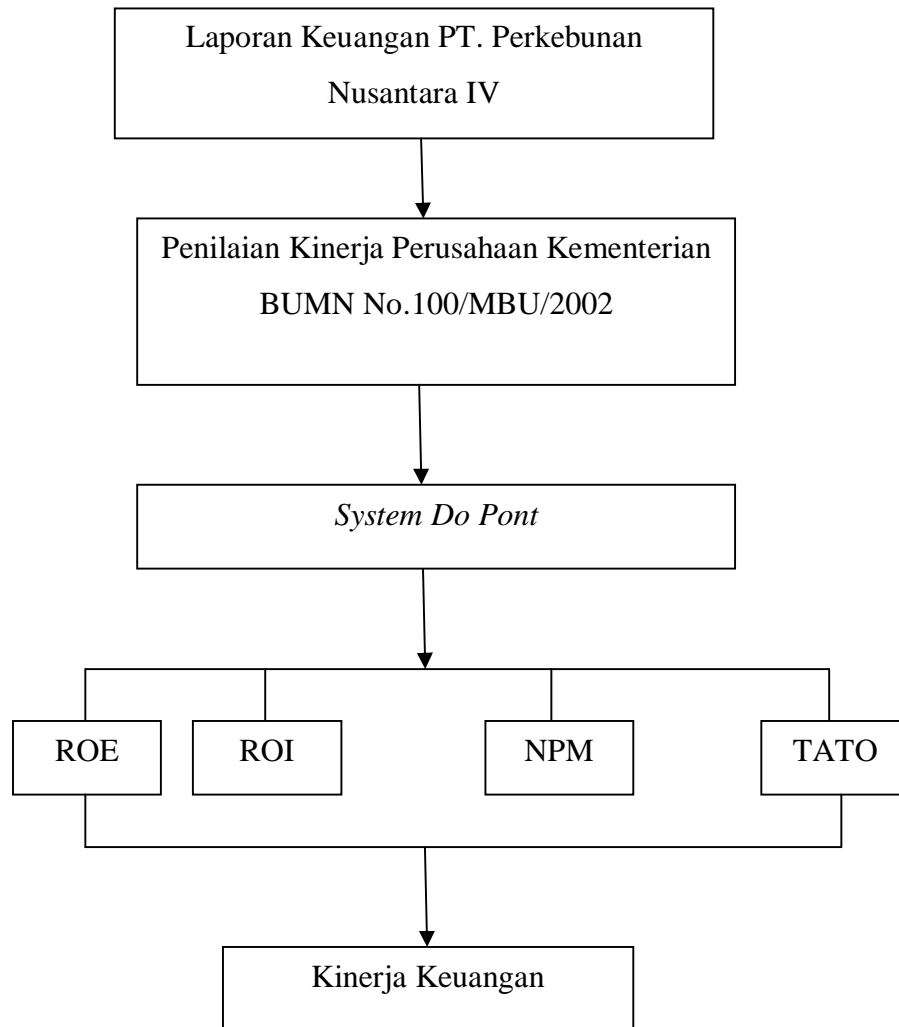 Laporan Keuangan PT. Perkebunan
Nusantara IV
Penilaian Kinerja Perusahaan Kementerian
BUMN No.100/MBU/2002
System Do Pont
ROE
ROI
NPM
TATO
Kinerja Keuangan